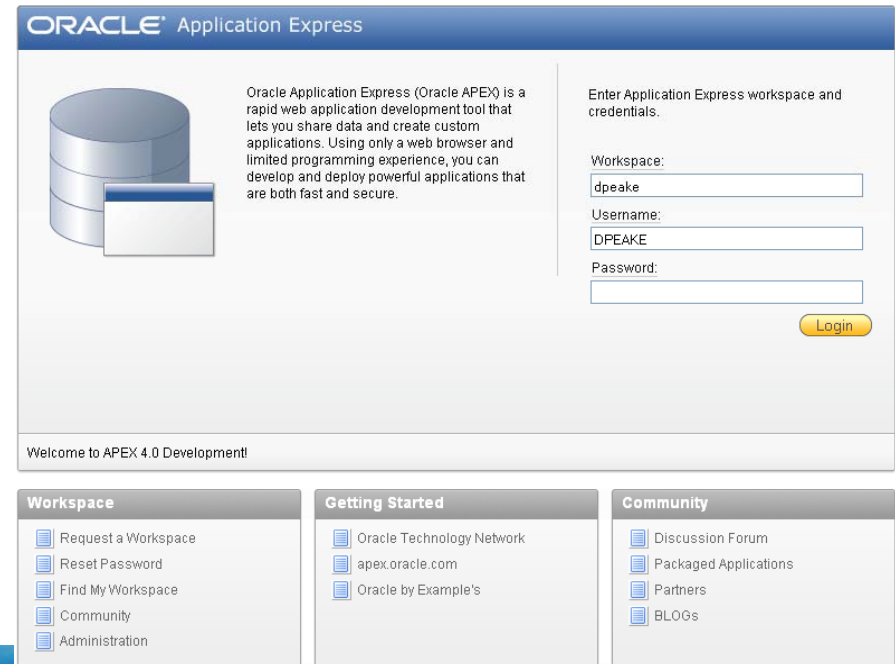 ORACLE Application Express
Oracle Application Express (Oracle APEX) is a
rapid web application development tool that
lets you share data and create custom
applications. Using only a web browser and
limited programming experience, you can
develop and deploy powerful applications that
are both fast and secure.
Enter Application Express workspace and
credentials.
Workspace:
dpeake
Username:
DPEAKE
Password:
Login
Welcome to APEX 4.0 Development!
Workspace
Request a Workspace
Reset Password
Find My Workspace
Community
Administration
Getting Started
Oracle Technology Network
apex.oracle.com
Oracle by Example's
Community
Discussion Forum
Packaged Applications
Partners
BLOGs